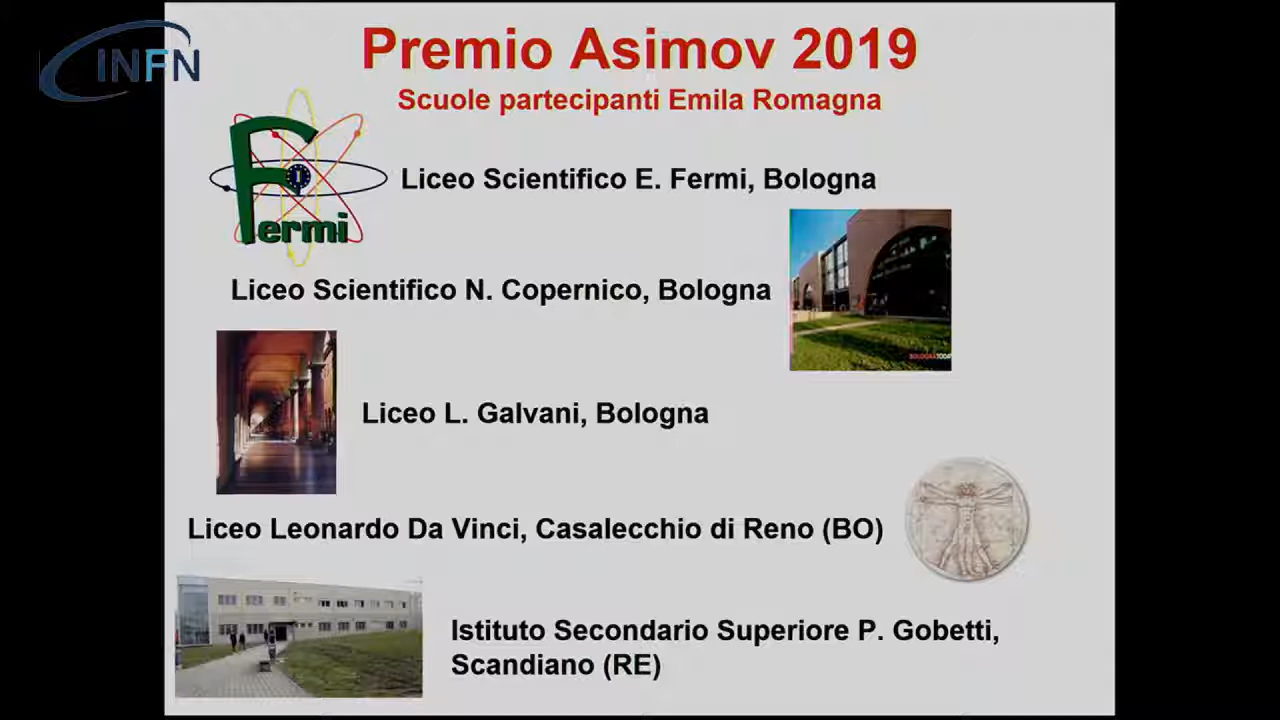 INFN
Premio Asimov 2019
Scuole partecipanti Emila Romagna
Fermi
Liceo Scientifico E. Fermi, Bologna
Liceo Scientifico N. Copernico, Bologna
BOLOGNATODAY
Liceo L. Galvani, Bologna
Liceo Leonardo Da Vinci, Casalecchio di Reno (BO)
Istituto Secondario Superiore P. Gobetti,
Scandiano (RE)